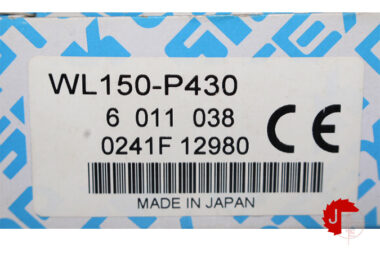 WL150-P430
6 011 038
0241F 12980
CE
MADE IN JAPAN